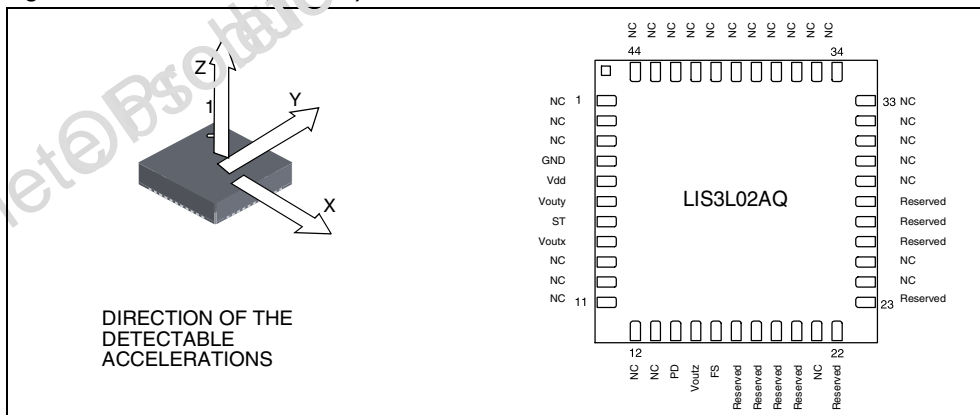 Z
1
Y
X
DIRECTION OF THE
DETECTABLE
ACCELERATIONS
NC NC NC NC NC NC NC NC NC NC NC
44 34
NC 1
NC
NC
GND
Vdd
Vouty
ST
Voutx
NC
NC
NC 11
LIS3L02AQ
33 NC
NC
NC
NC
NC
Reserved
Reserved
Reserved
NC
NC
23 Reserved
12 22
NC NC PD Voutz FS Reserved Reserved Reserved Reserved NC Reserved